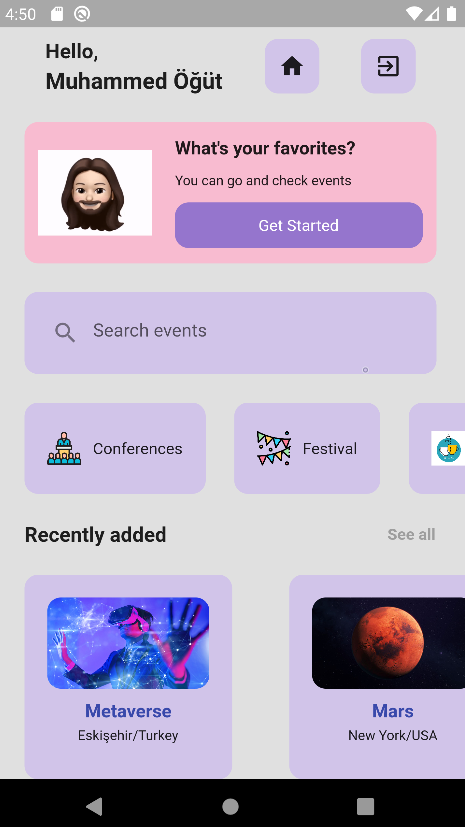 4:50
Hello,
Muhammed Öğüt
What's your favorites?
You can go and check events
Get Started
Search events
Conferences
Festival
Recently added
See all
Metaverse
Eskişehir/Turkey
Mars
New York/USA